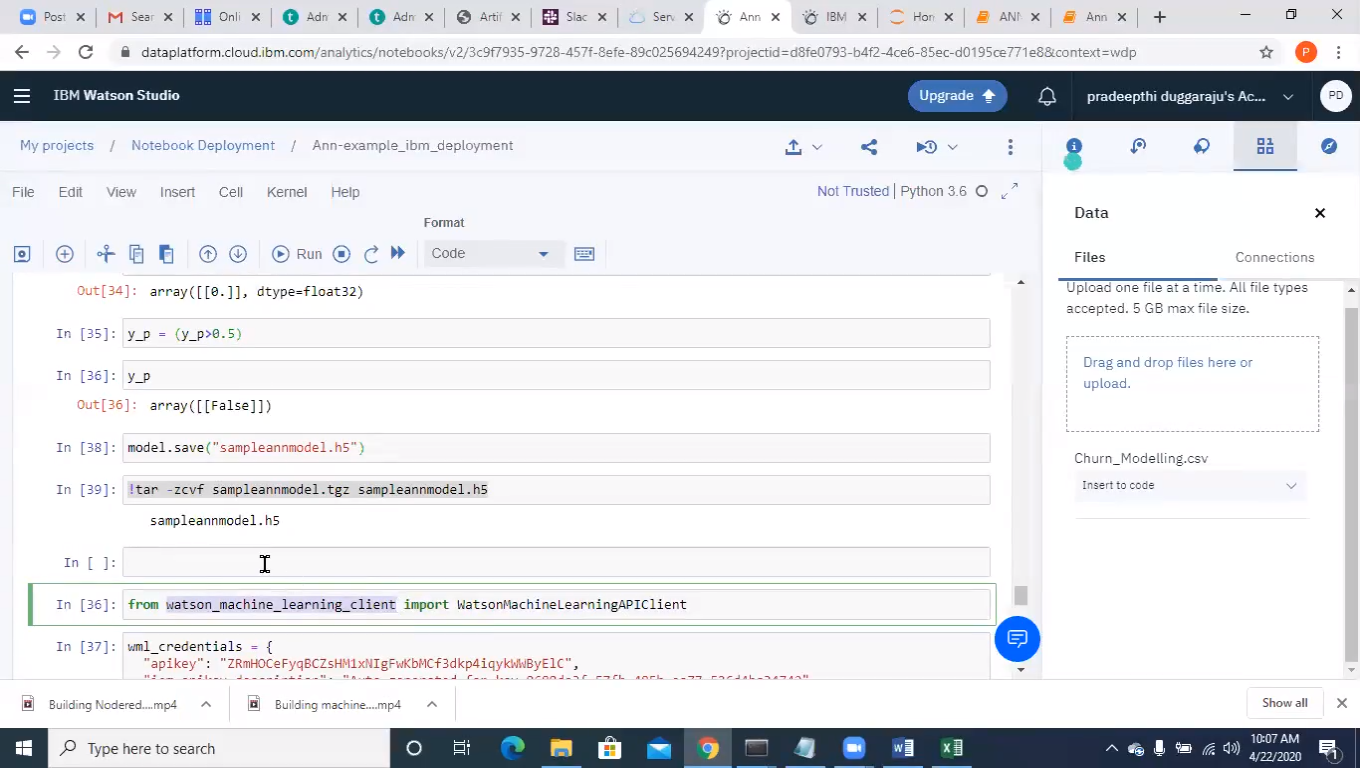 Post
Sear
Onli
Adm
Adm
Artif
Slac
Serv
Ann
IBM
Hom
ANN
Ann
dataplatform.cloud.ibm.com/analytics/notebooks/v2/3c9f7935-9728-457f-8efe-89c025694249?projectid=d8fe0793-b4f2-4ce6-85ec-d0195ce771e8&context=wdp
P
IBM Watson Studio
Upgrade
pradeepthi duggaraju's Ac...
PD
My projects / Notebook Deployment / Ann-example_ibm_deployment
File Edit View Insert Cell Kernel Help
Not Trusted | Python 3.6
Format
Run
Code
Out[34]: array([[0.]], dtype=float32)
In [35]: y_p = (y_p>0.5)
In [36]: y_p
Out[36]: array([[False]])
In [38]: model.save("sampleannmodel.h5")
In [39]: !tar -zcvf sampleannmodel.tgz sampleannmodel.h5
sampleannmodel.h5
In [ ]:
In [36]: from watson_machine_learning_client import WatsonMachineLearningAPIClient
In [37]: wml_credentials = {
Data
Files
Connections
Upload one file at a time. All file types
accepted. 5 GB max file size.
Drag and drop files here or
upload.
Churn_Modelling.csv
Insert to code
Building Nodered....mp4
Building machine....mp4
Show all
Type here to search
10:07 AM
4/22/2020
1